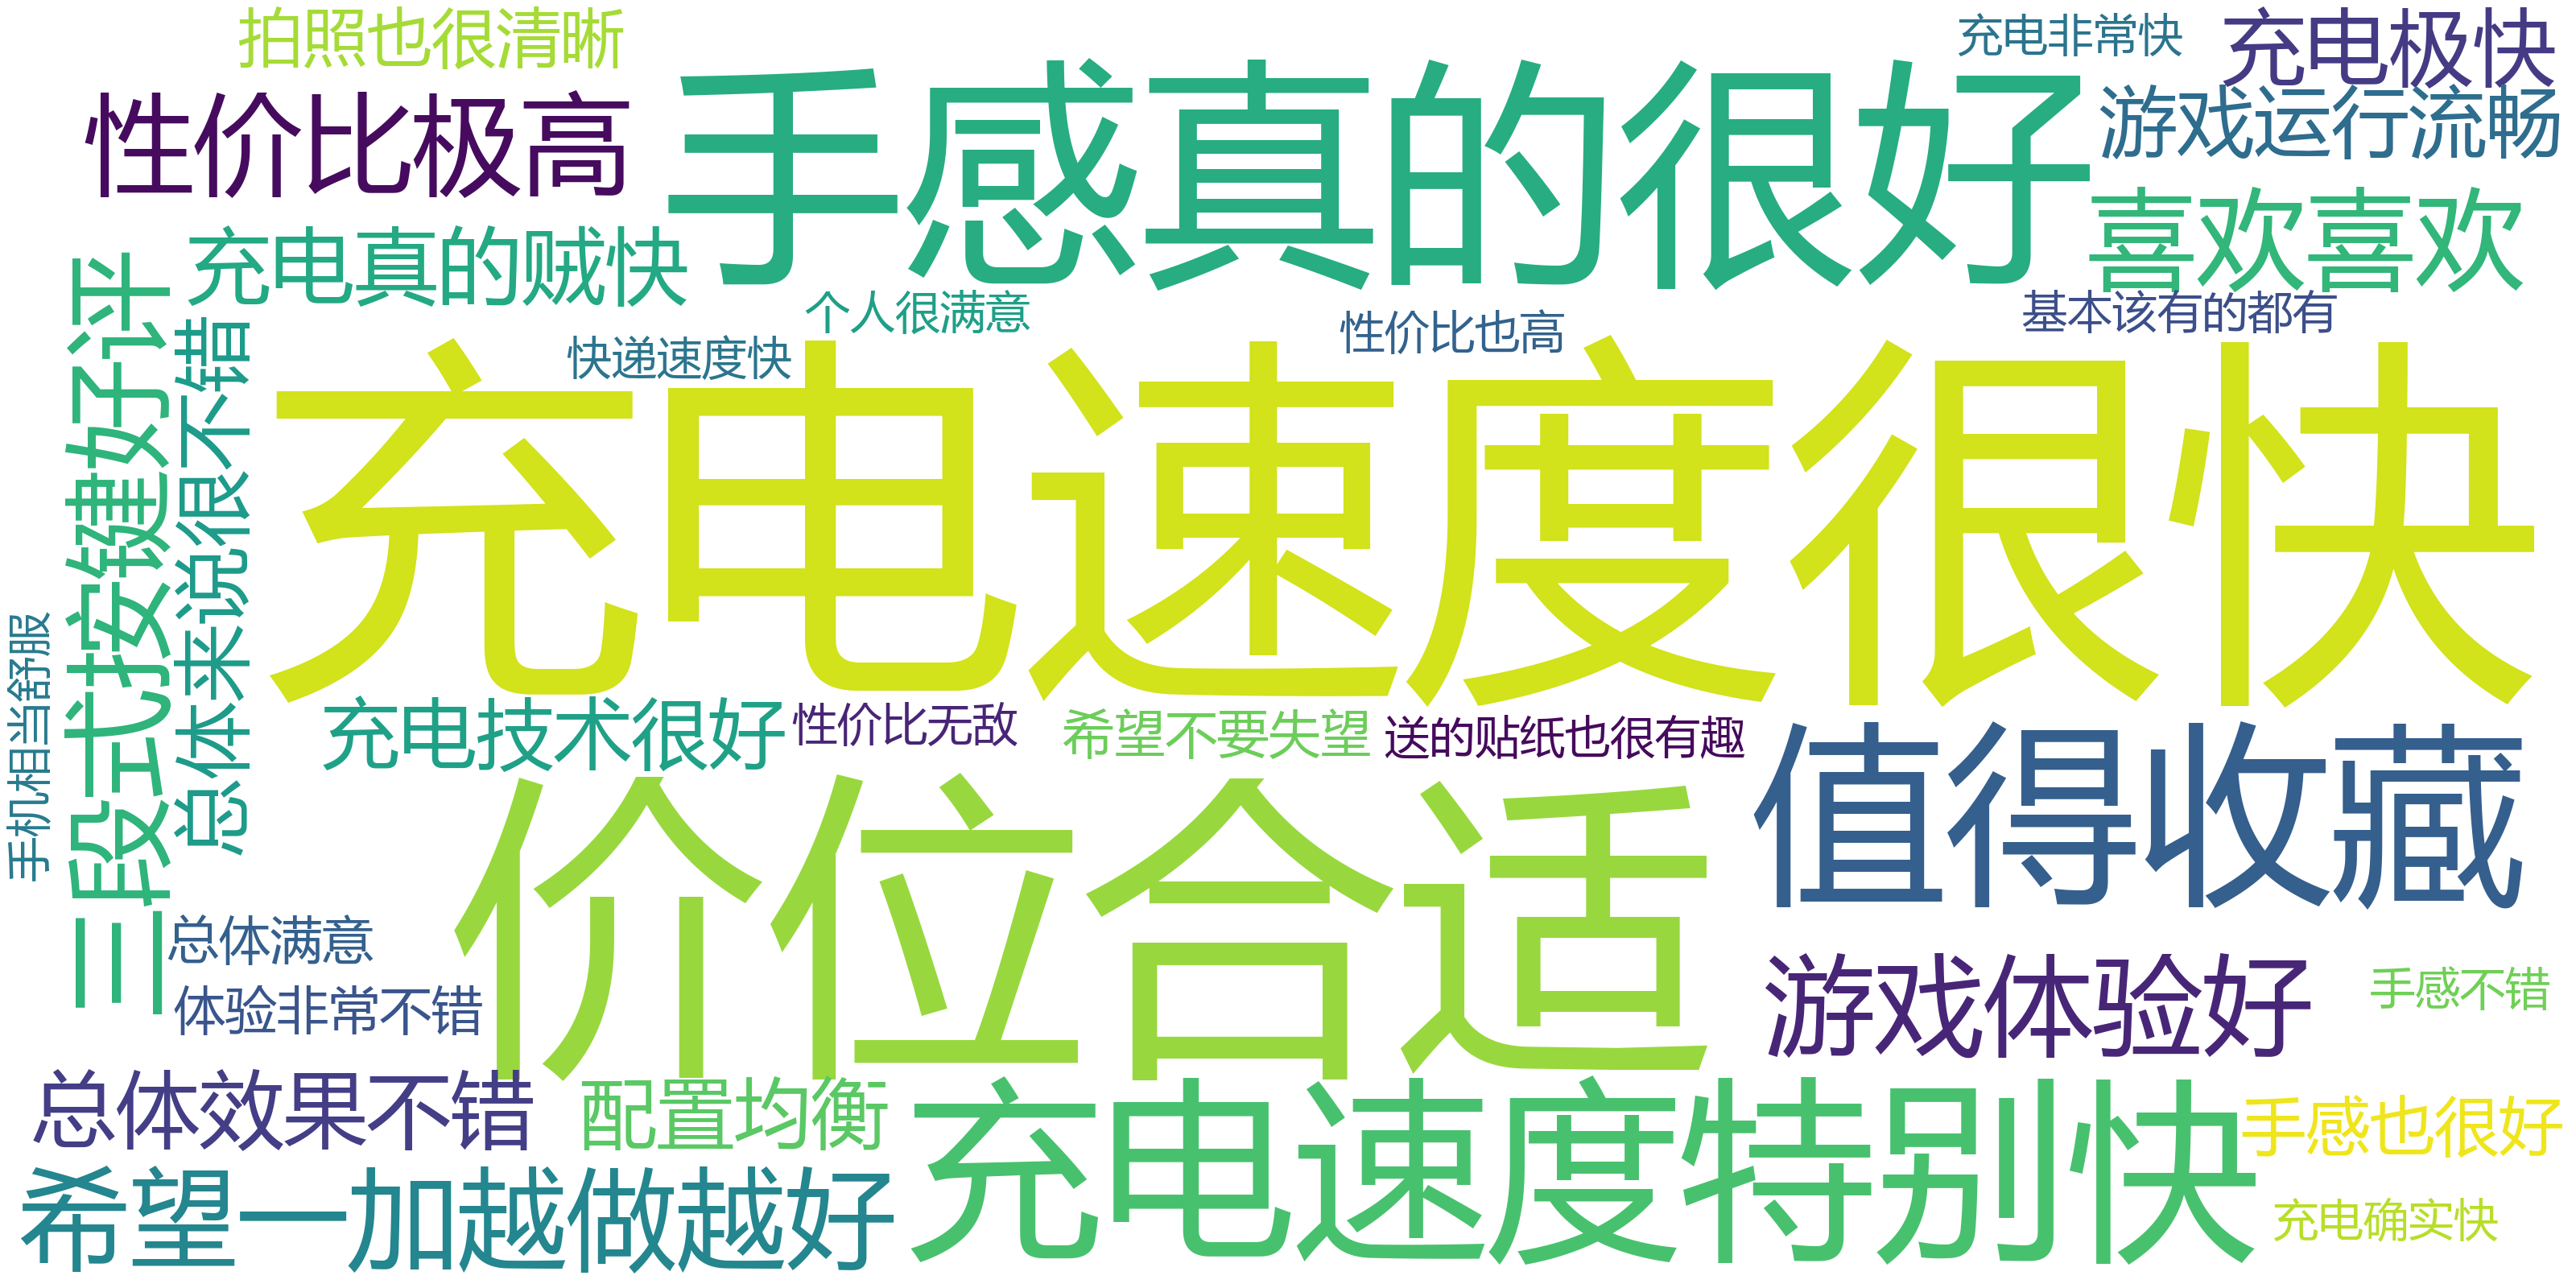 拍照也很清晰
充电非常快
充电极快
性价比极高
手感真的很好
游戏运行流畅
充电真的贼快
喜欢喜欢
个人很满意
基本该有的都有
快递速度快
性价比也高
三段式按键好评
总体来说很不错
充电速度很快
手机相当舒服
充电技术很好
性价比无敌
希望不要失望
送的贴纸也很有趣
价位合适
值得收藏
总体满意
体验非常不错
游戏体验好
手感不错
总体效果不错
配置均衡
充电速度特别快
手感也很好
希望一加越做越好
充电确实快